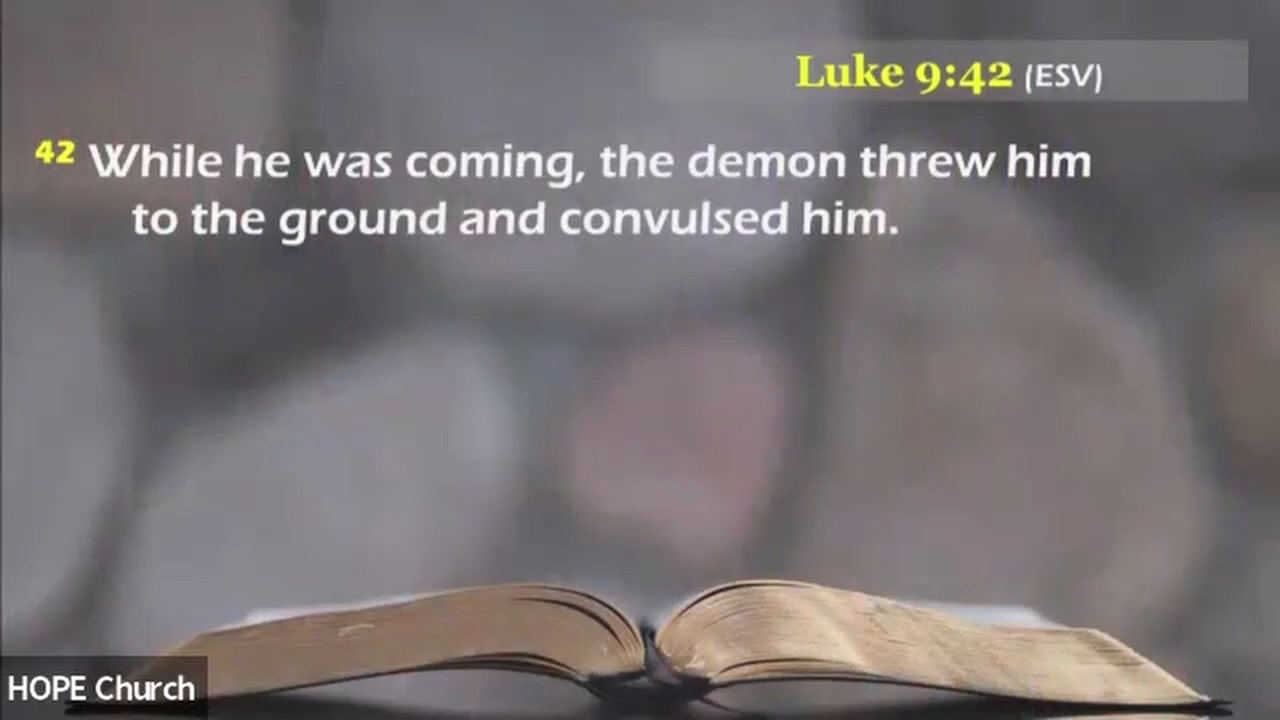 Luke 9:42 (ESV)
42 While he was coming, the demon threw him
to the ground and convulsed him.
HOPE Church